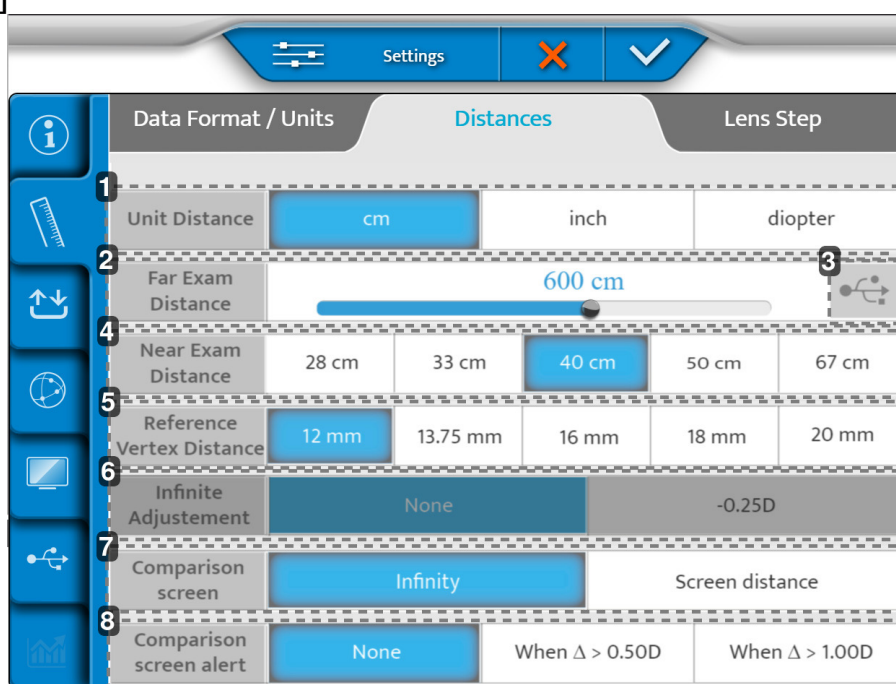 Settings
Data Format / Units Distances Lens Step
1
Unit Distance cm inch diopter
2 3
Far Exam
Distance
600 cm
4
Near Exam
Distance
28 cm 33 cm 40 cm 50 cm 67 cm
5
Reference
Vertex Distance
12 mm 13.75 mm 16 mm 18 mm 20 mm
6
Infinite
Adjustement
None -0.25D
7
Comparison
screen
Infinity Screen distance
8
Comparison
screen alert
None When Δ > 0.50D When Δ > 1.00D